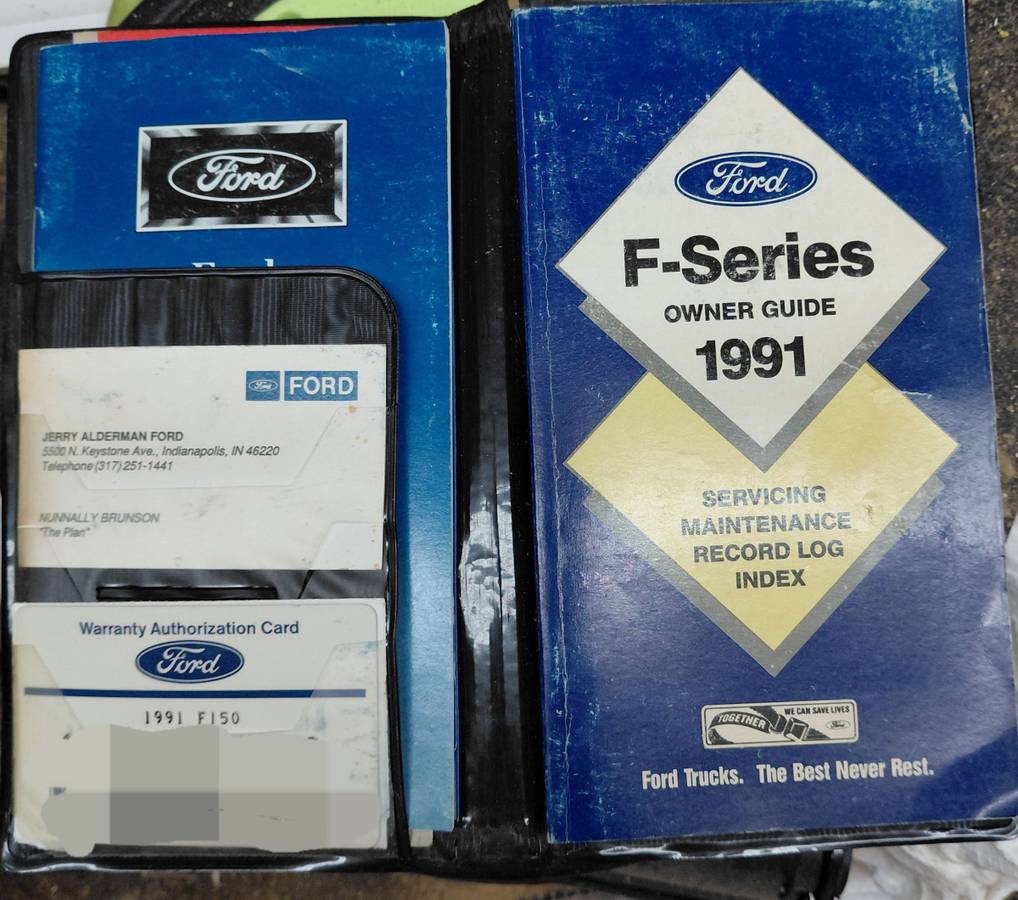 Ford
Ford
FORD
JERRY ALDERMAN FORD
5500 N. Keystone Ave., Indianapolis, IN 46220
Telephone (317) 251-1441
NUNNALLY BRUNSON
"The Plan"
Warranty Authorization Card
Ford
1991 F150
Ford
F-Series
OWNER GUIDE
1991
SERVICING
MAINTENANCE
RECORD LOG
INDEX
TOGETHER
WE CAN SAVE LIVES
Ford
Ford Trucks. The Best Never Rest.